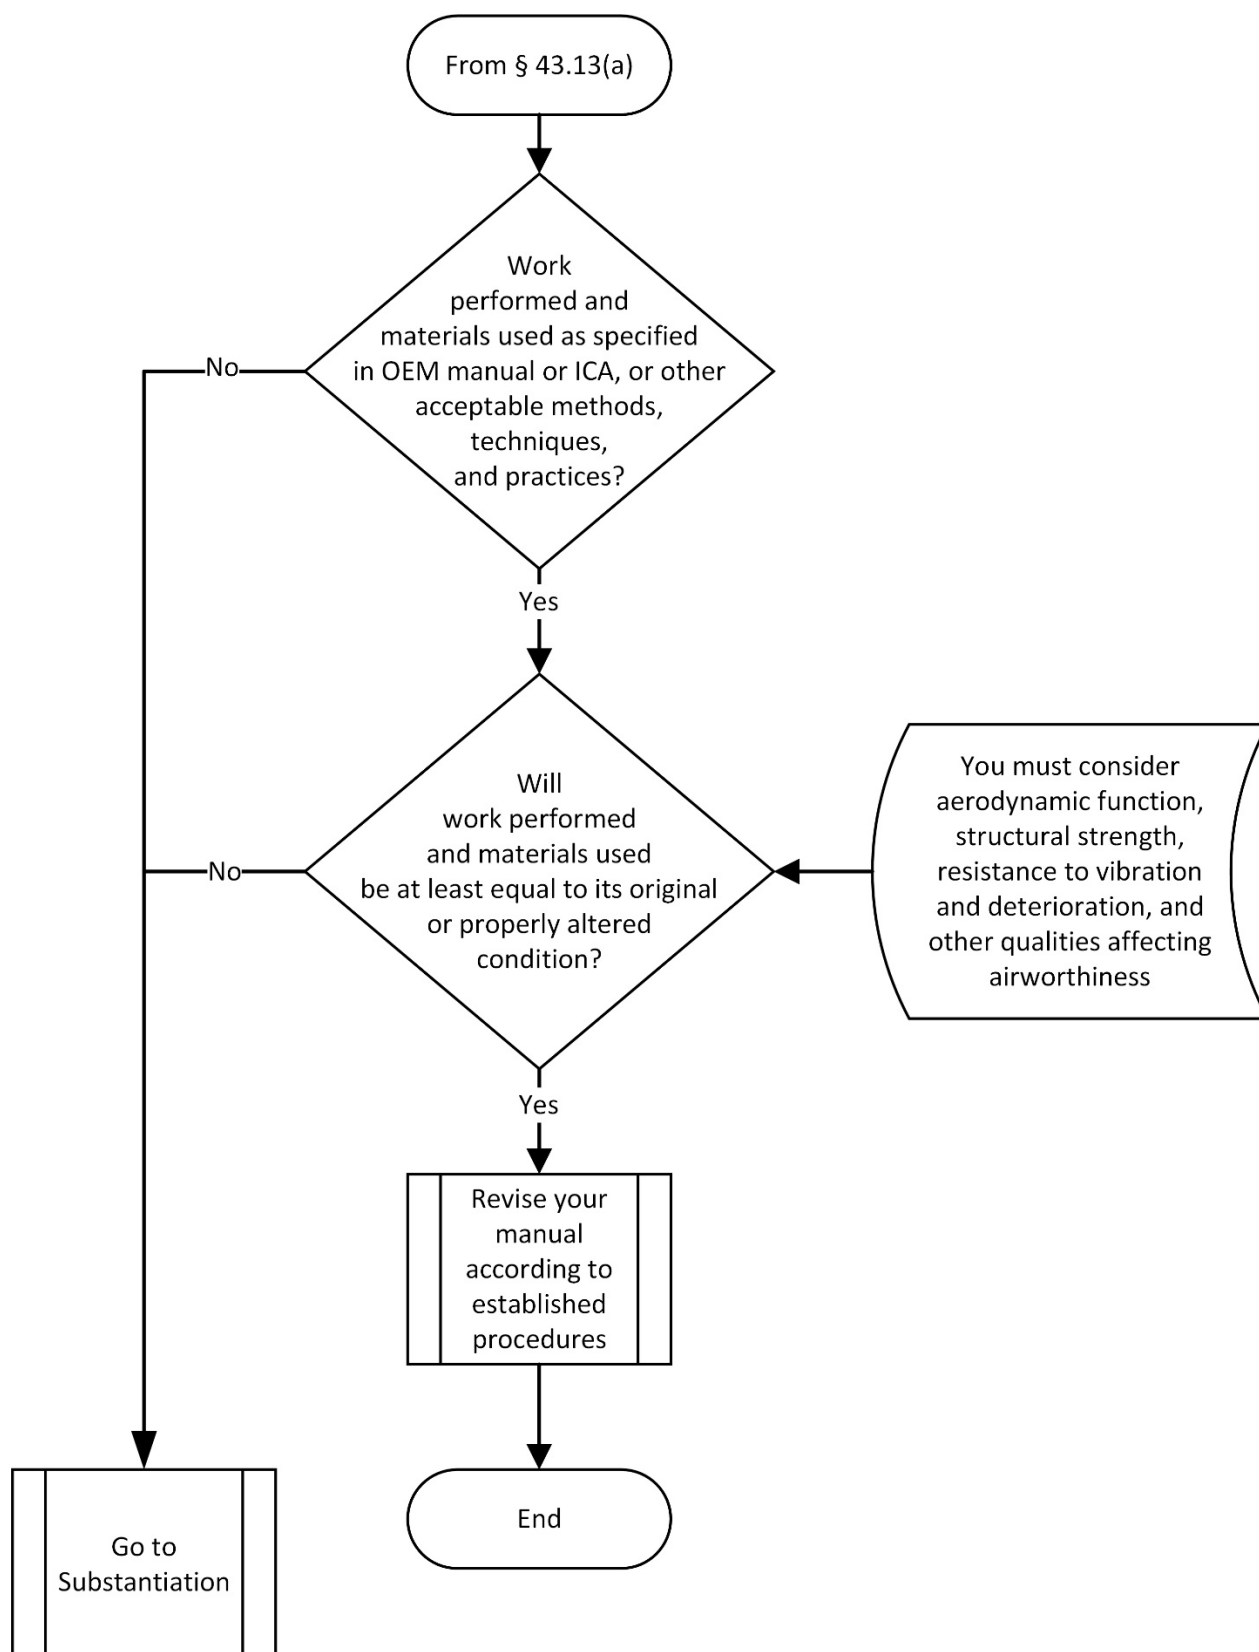 From § 43.13(a)
Work
performed and
materials used as specified
in OEM manual or ICA, or other
acceptable methods,
techniques,
and practices?
No
Yes
Will
work performed
and materials used
be at least equal to its original
or properly altered
condition?
No
You must consider
aerodynamic function,
structural strength,
resistance to vibration
and deterioration, and
other qualities affecting
airworthiness
Yes
Revise your
manual
according to
established
procedures
End
Go to
Substantiation